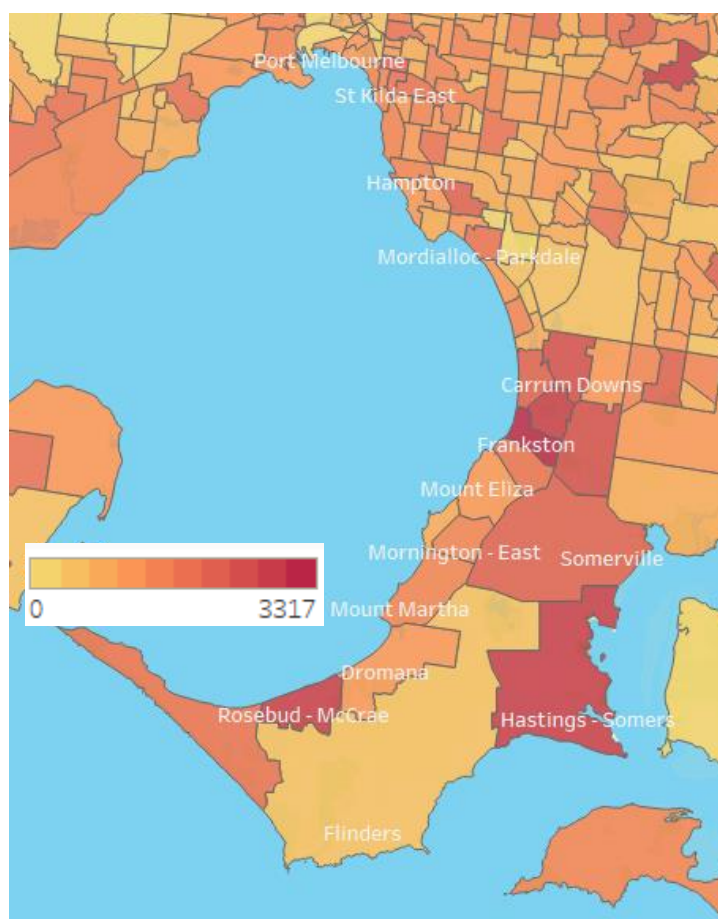 Port Melbourne
St Kilda East
Hampton
Mordialloc - Parkdale
Carrum Downs
Frankston
Mount Eliza
Mornington - East
Somerville
0
3317
Mount Martha
Dromana
Rosebud - McCrae
Hastings - Somers
Flinders